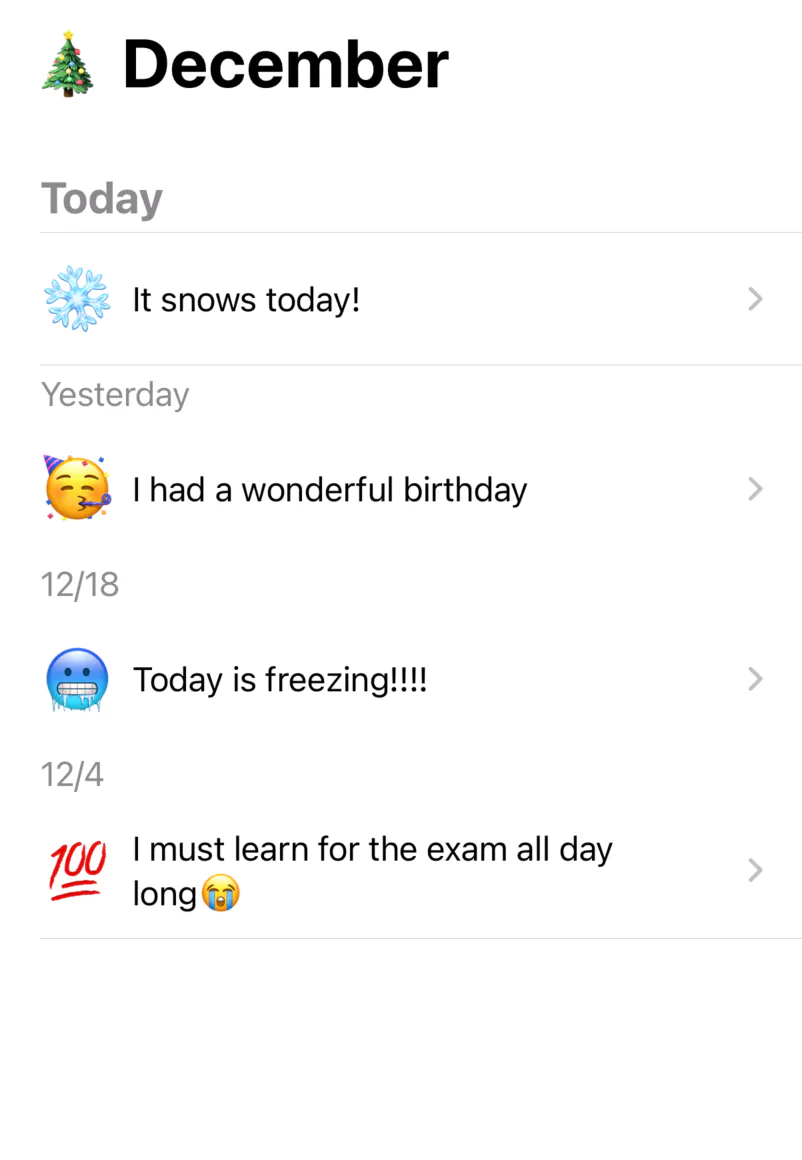 🎄 December
Today
❄️ It snows today!
Yesterday
🥳 I had a wonderful birthday
12/18
🥶 Today is freezing!!!!
12/4
💯 I must learn for the exam all day
long😭